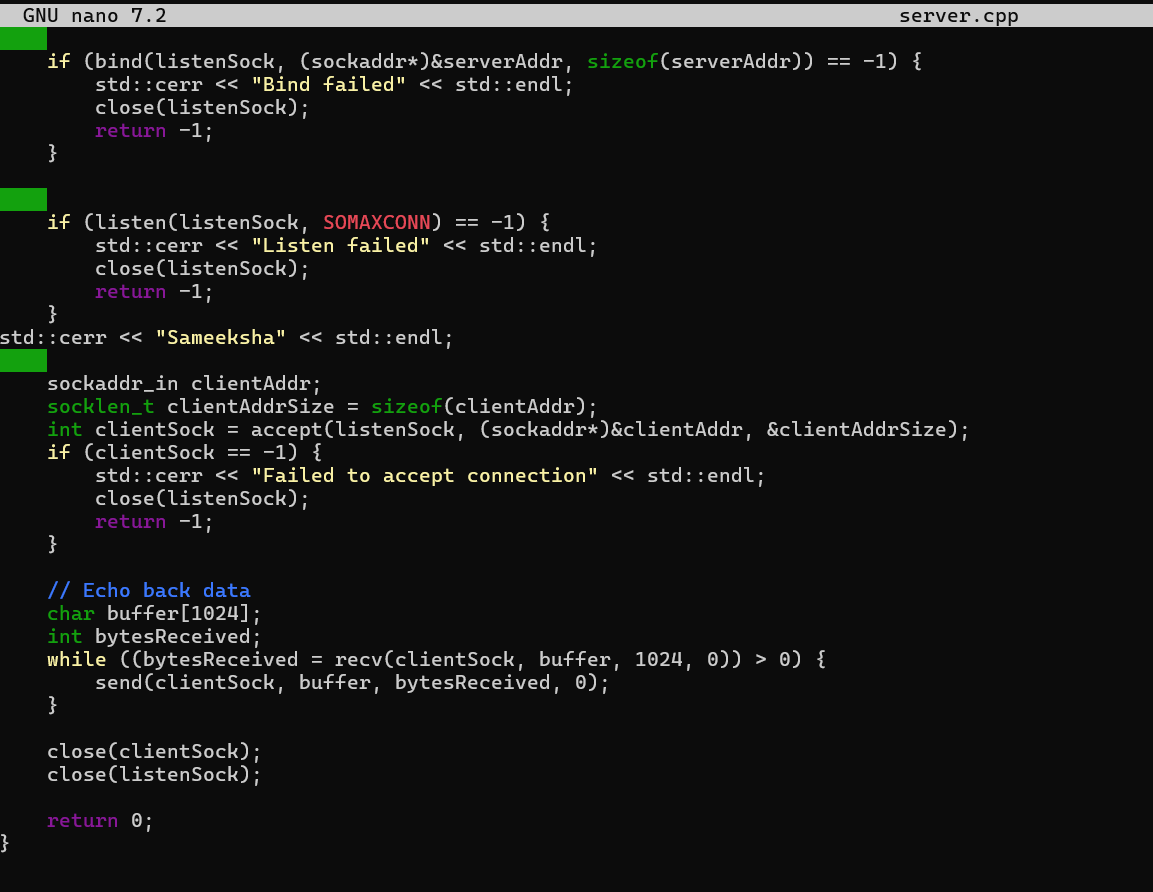 GNU nano 7.2 server.cpp
    if (bind(listenSock, (sockaddr*)&serverAddr, sizeof(serverAddr)) == -1) {
        std::cerr << "Bind failed" << std::endl;
        close(listenSock);
        return -1;
    }
    if (listen(listenSock, SOMAXCONN) == -1) {
        std::cerr << "Listen failed" << std::endl;
        close(listenSock);
        return -1;
    }
std::cerr << "Sameeksha" << std::endl;
    sockaddr_in clientAddr;
    socklen_t clientAddrSize = sizeof(clientAddr);
    int clientSock = accept(listenSock, (sockaddr*)&clientAddr, &clientAddrSize);
    if (clientSock == -1) {
        std::cerr << "Failed to accept connection" << std::endl;
        close(listenSock);
        return -1;
    }
    // Echo back data
    char buffer[1024];
    int bytesReceived;
    while ((bytesReceived = recv(clientSock, buffer, 1024, 0)) > 0) {
        send(clientSock, buffer, bytesReceived, 0);
    }
    close(clientSock);
    close(listenSock);
    return 0;
}